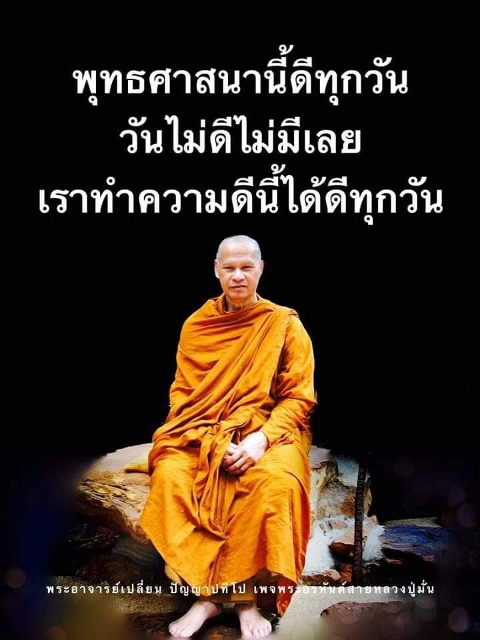 พุทธศาสนานี้ดีทุกวัน
วันไม่ดีไม่มีเลย
เราทำความดีนี้ได้ดีทุกวัน
พระอาจารย์เปลี่ยน ปัญญาปทีโป เพจพระอรหันต์สายหลวงปู่มั่น